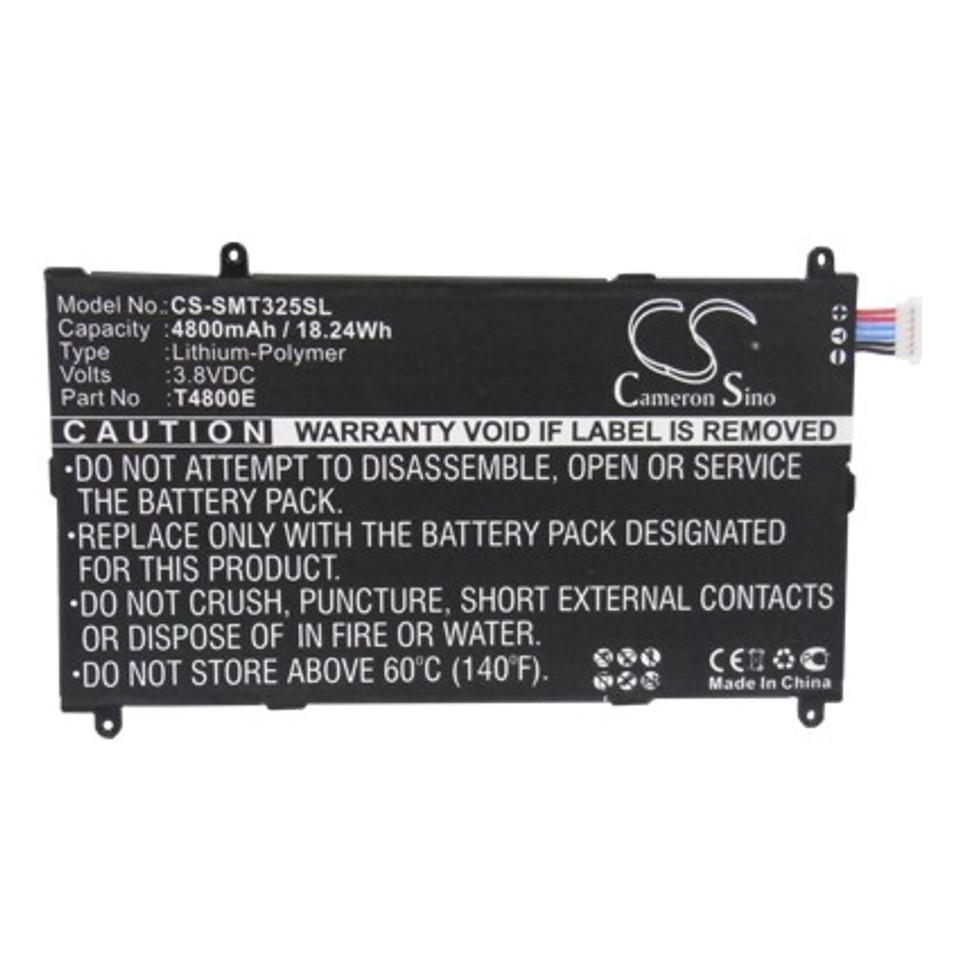 Model No.: CS-SMT325SL
Capacity : 4800mAh / 18.24Wh
Type : Lithium-Polymer
Volts : 3.8VDC
Part No : T4800E
CS
Cameron Sino
CAUTION WARRANTY VOID IF LABEL IS REMOVED
•DO NOT ATTEMPT TO DISASSEMBLE, OPEN OR SERVICE
THE BATTERY PACK.
•REPLACE ONLY WITH THE BATTERY PACK DESIGNATED
FOR THIS PRODUCT.
•DO NOT CRUSH, PUNCTURE, SHORT EXTERNAL CONTACTS
OR DISPOSE OF IN FIRE OR WATER.
•DO NOT STORE ABOVE 60°C (140°F).
CE
Made In China